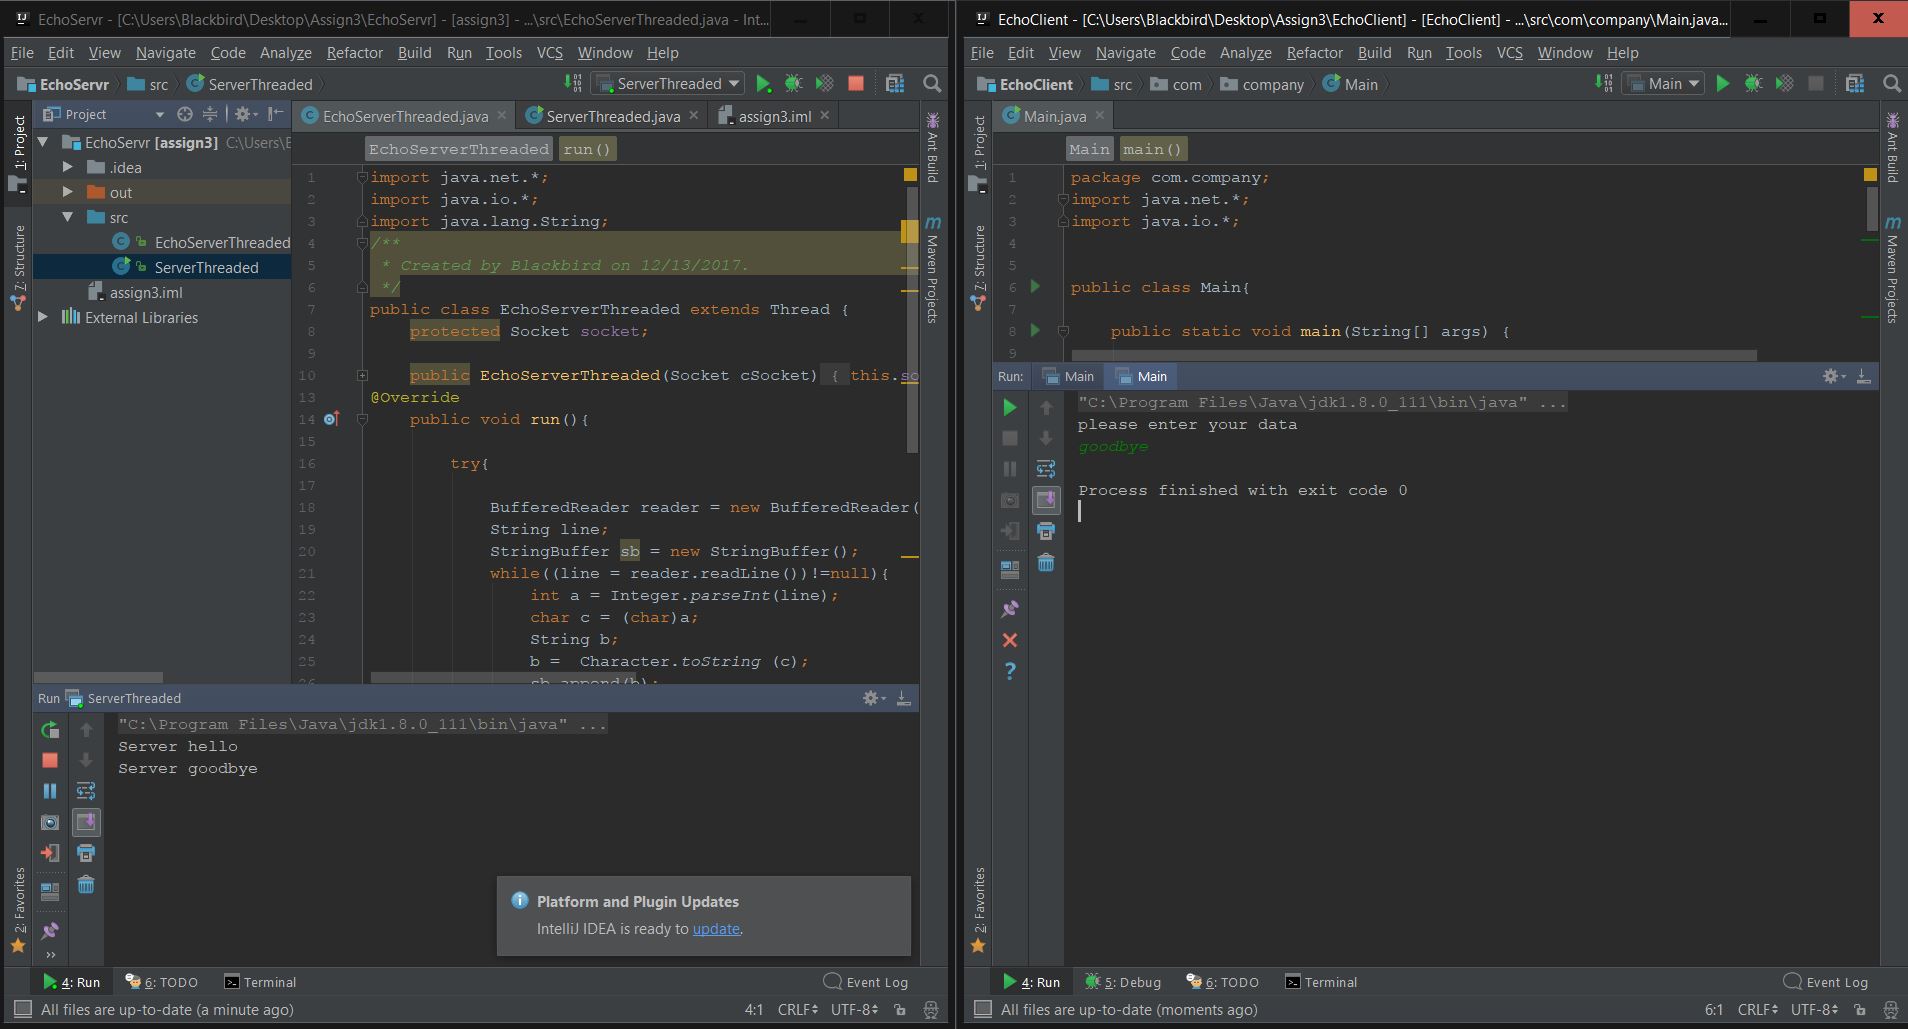 EchoServr - [C:\Users\Blackbird\Desktop\Assign3\EchoServr] - [assign3] - ...\src\EchoServerThreaded.java - Int...
File Edit View Navigate Code Analyze Refactor Build Run Tools VCS Window Help
EchoServr src ServerThreaded
ServerThreaded
Project
EchoServerThreaded.java ServerThreaded.java assign3.iml
EchoServr [assign3] C:\Users\E
.idea
out
src
EchoServerThreaded
ServerThreaded
assign3.iml
External Libraries
1: Project
7: Structure
2: Favorites
Ant Build
Maven Projects
EchoServerThreaded run()
1 import java.net.*;
2 import java.io.*;
3 import java.lang.String;
4 /**
5 * Created by Blackbird on 12/13/2017.
6 */
7 public class EchoServerThreaded extends Thread {
8 protected Socket socket;
9
10 public EchoServerThreaded(Socket cSocket) { this.so
13 @Override
14 public void run(){
15
16 try{
17
18 BufferedReader reader = new BufferedReader(
19 String line;
20 StringBuffer sb = new StringBuffer();
21 while((line = reader.readLine())!=null){
22 int a = Integer.parseInt(line);
23 char c = (char)a;
24 String b;
25 b = Character.toString (c);
26 sb.append(b);
Run ServerThreaded
"C:\Program Files\Java\jdk1.8.0_111\bin\java" ...
Server hello
Server goodbye
Platform and Plugin Updates
IntelliJ IDEA is ready to update.
4: Run 6: TODO Terminal Event Log
All files are up-to-date (a minute ago) 4:1 CRLF UTF-8
EchoClient - [C:\Users\Blackbird\Desktop\Assign3\EchoClient] - [EchoClient] - ...\src\com\company\Main.java...
File Edit View Navigate Code Analyze Refactor Build Run Tools VCS Window Help
EchoClient src com company Main
Main
Main.java
1: Project
7: Structure
2: Favorites
Ant Build
Maven Projects
Main main()
1 package com.company;
2 import java.net.*;
3 import java.io.*;
4
5
6 public class Main{
7
8 public static void main(String[] args) {
9
Run: Main Main
"C:\Program Files\Java\jdk1.8.0_111\bin\java" ...
please enter your data
goodbye
Process finished with exit code 0
4: Run 5: Debug 6: TODO Terminal Event Log
All files are up-to-date (moments ago) 6:1 CRLF UTF-8